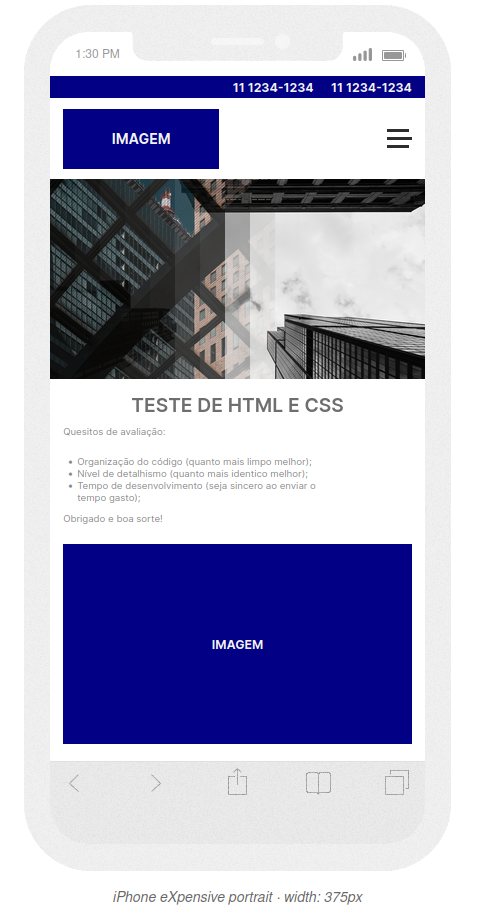 1:30 PM
11 1234-1234 11 1234-1234
IMAGEM
TESTE DE HTML E CSS
Quesitos de avaliação:
• Organização do código (quanto mais limpo melhor);
• Nível de detalhismo (quanto mais identico melhor);
• Tempo de desenvolvimento (seja sincero ao enviar o
tempo gasto);
Obrigado e boa sorte!
IMAGEM
iPhone eXpensive portrait · width: 375px